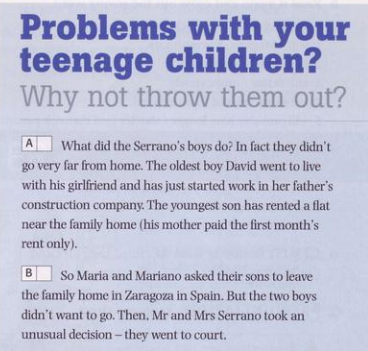 Problems with your
teenage children?
Why not throw them out?
A What did the Serrano's boys do? In fact they didn't
go very far from home. The oldest boy David went to live
with his girlfriend and has just started work in her father's
construction company. The youngest son has rented a flat
near the family home (his mother paid the first month's
rent only).
B So Maria and Mariano asked their sons to leave
the family home in Zaragoza in Spain. But the two boys
didn't want to go. Then, Mr and Mrs Serrano took an
unusual decision – they went to court.